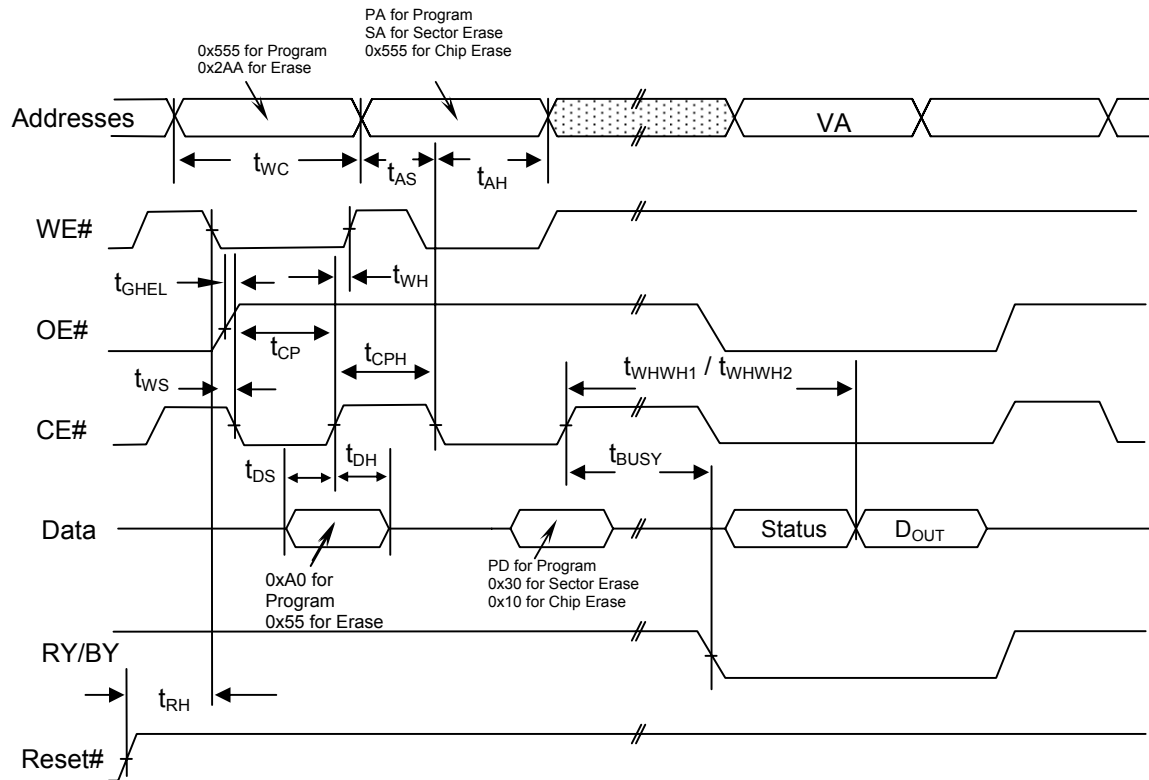 PA for Program
SA for Sector Erase
0x555 for Chip Erase
0x555 for Program
0x2AA for Erase
Addresses
VA
tWC
tAS
tAH
WE#
tGHEL
tWH
OE#
tCP
tCPH
tWHWH1 / tWHWH2
tWS
CE#
tDS
tDH
tBUSY
Data
Status
DOUT
0xA0 for
Program
0x55 for Erase
PD for Program
0x30 for Sector Erase
0x10 for Chip Erase
RY/BY
tRH
Reset#